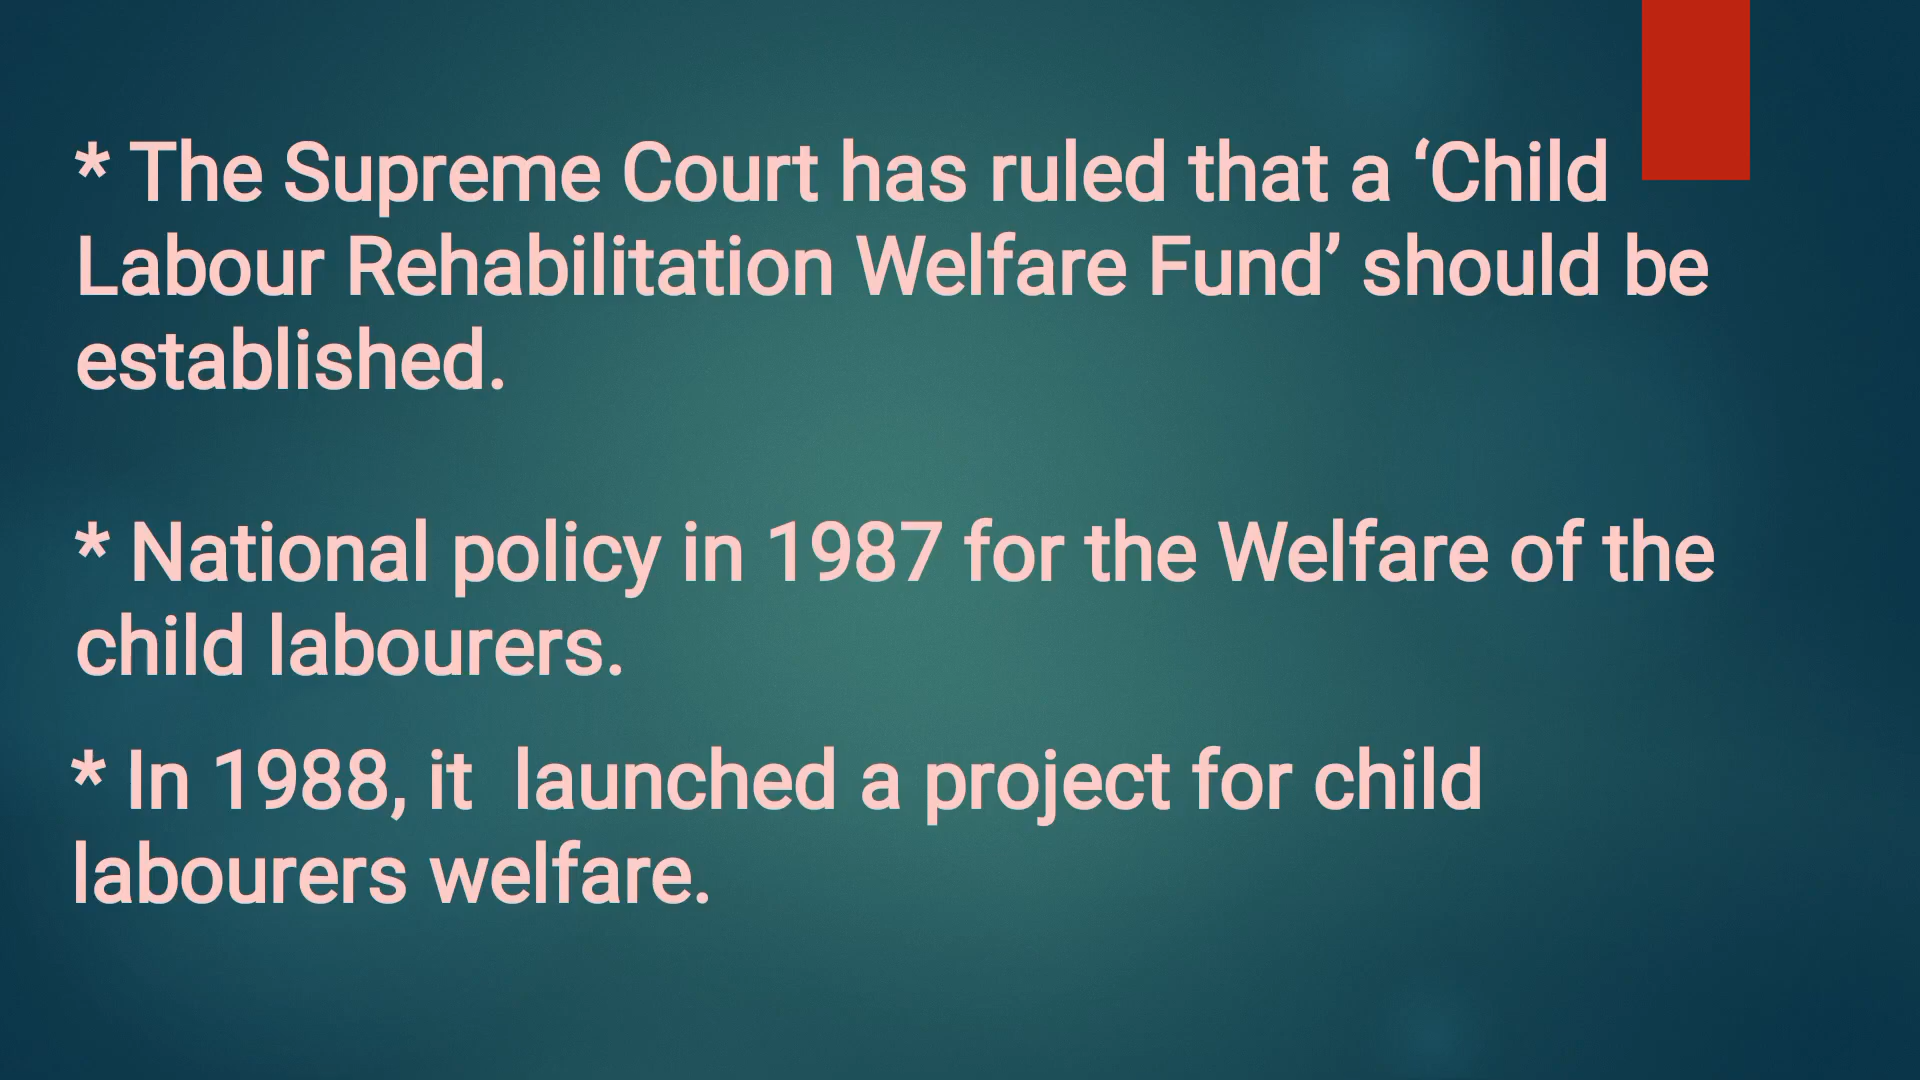 * The Supreme Court has ruled that a ‘Child
Labour Rehabilitation Welfare Fund’ should be
established.
* National policy in 1987 for the Welfare of the
child labourers.
* In 1988, it  launched a project for child
labourers welfare.